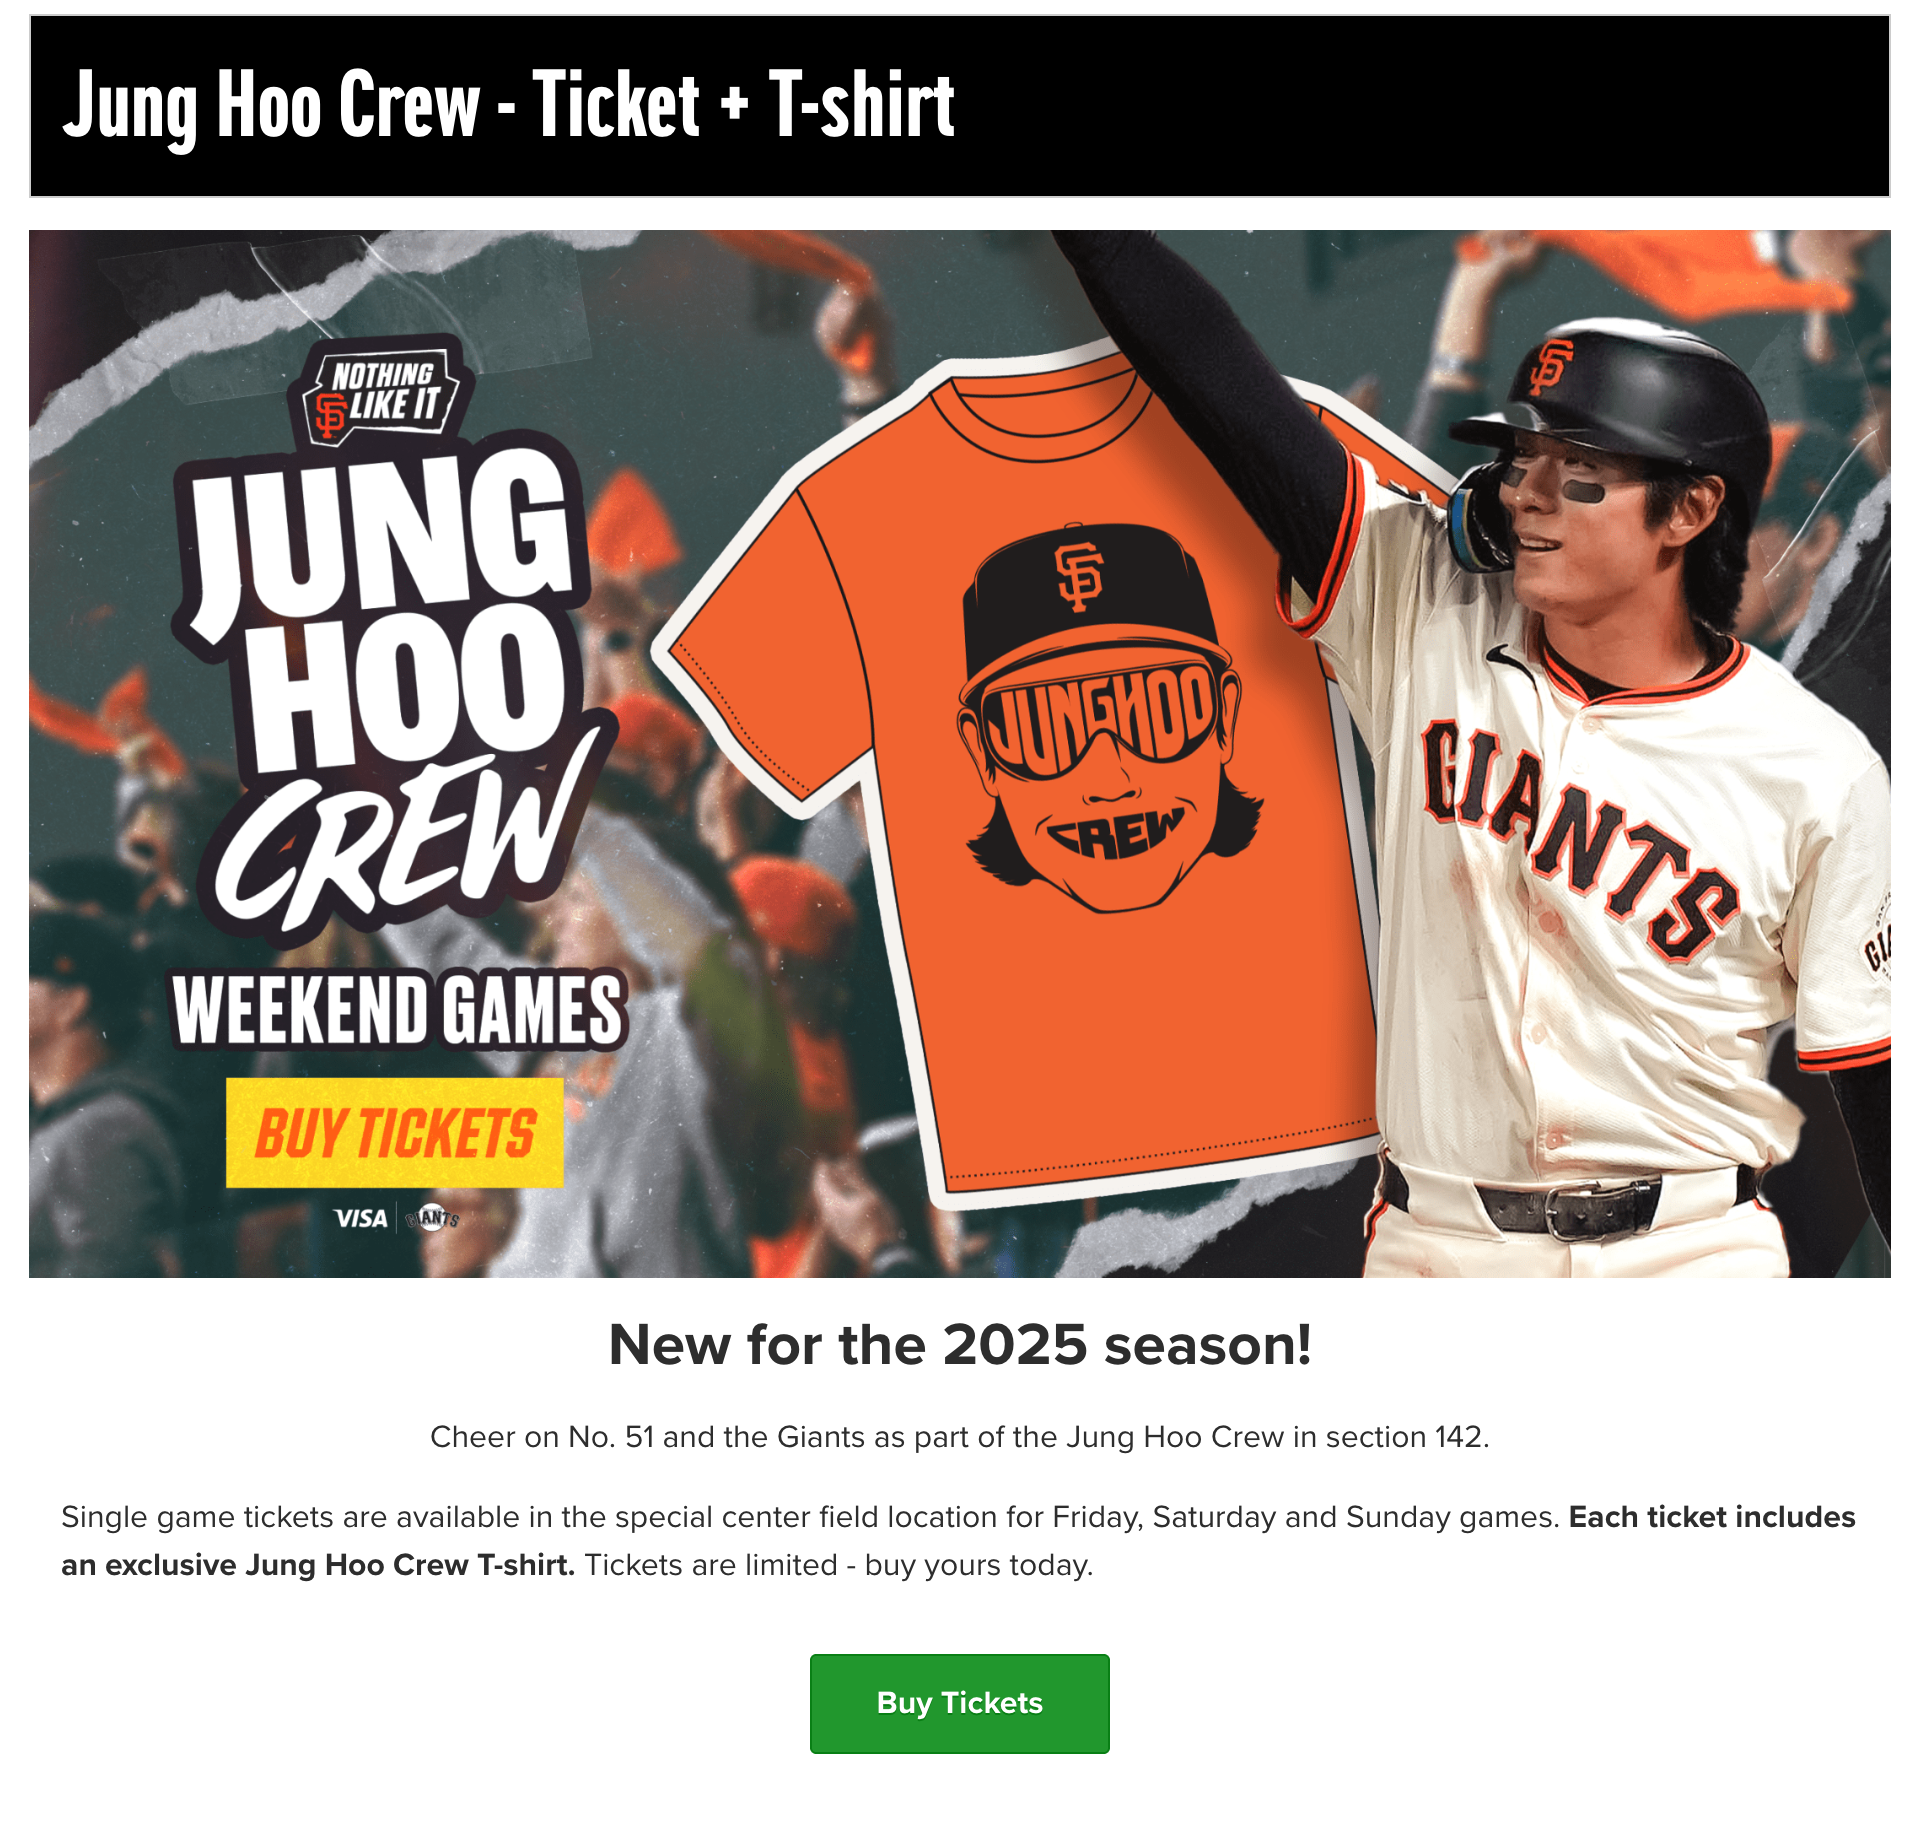 Jung Hoo Crew - Ticket + T-shirt
NOTHING
SF LIKE IT
JUNG
HOO
CREW
WEEKEND GAMES
BUY TICKETS
VISA GIANTS
SF
JUNGHOO
CREW
SF
GIANTS
New for the 2025 season!
Cheer on No. 51 and the Giants as part of the Jung Hoo Crew in section 142.
Single game tickets are available in the special center field location for Friday, Saturday and Sunday games. Each ticket includes
an exclusive Jung Hoo Crew T-shirt. Tickets are limited - buy yours today.
Buy Tickets